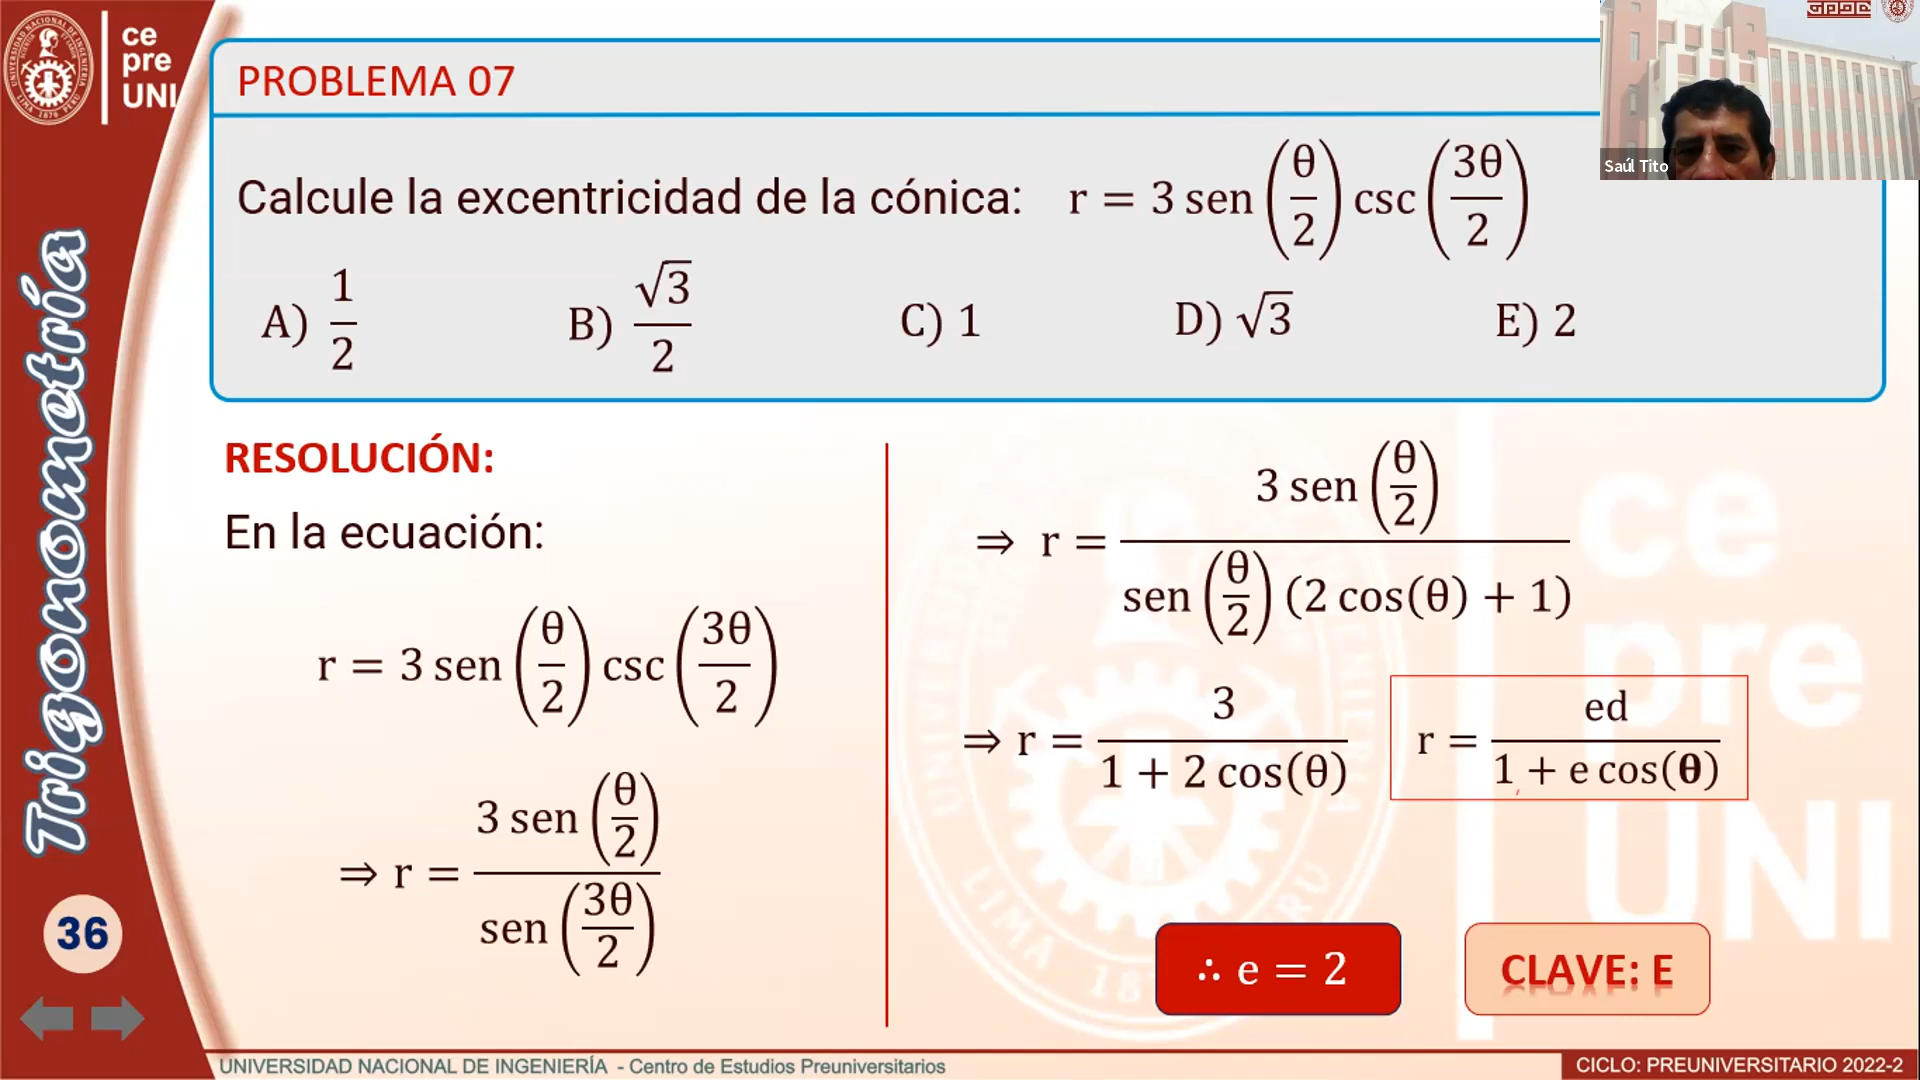 ce
pre
UNI
PROBLEMA 07
Calcule la excentricidad de la cónica: r = 3 sen(θ/2) csc(3θ/2)
A) 1/2 B) √3/2 C) 1 D) √3 E) 2
Saúl Tito
Trigonometría
RESOLUCIÓN:
En la ecuación:
r = 3 sen(θ/2) csc(3θ/2)
⇒ r = 3 sen(θ/2) / sen(3θ/2)
⇒ r = 3 sen(θ/2) / sen(θ/2) (2 cos(θ) + 1)
⇒ r = 3 / 1 + 2 cos(θ)
r = ed / 1 + e cos(θ)
∴ e = 2
CLAVE: E
36
ce
pre
UNI
UNIVERSIDAD NACIONAL DE INGENIERÍA - Centro de Estudios Preuniversitarios
CICLO: PREUNIVERSITARIO 2022-2